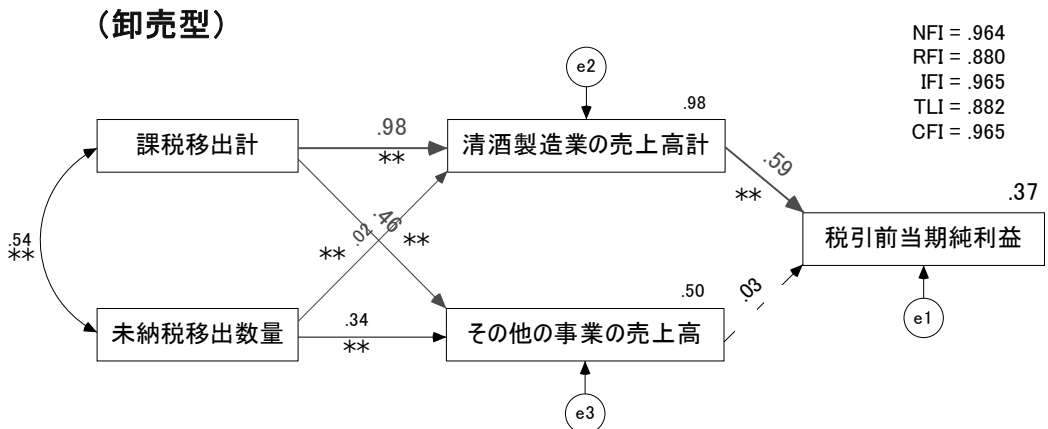 （卸売型）
NFI = .964
RFI = .880
IFI = .965
TLI = .882
CFI = .965
e2
.98
課税移出計
.98
**
清酒製造業の売上高計
.59
**
.37
税引前当期純利益
e1
.54
**
**
.02
.46
**
.50
.03
未納税移出数量
.34
**
その他の事業の売上高
e3